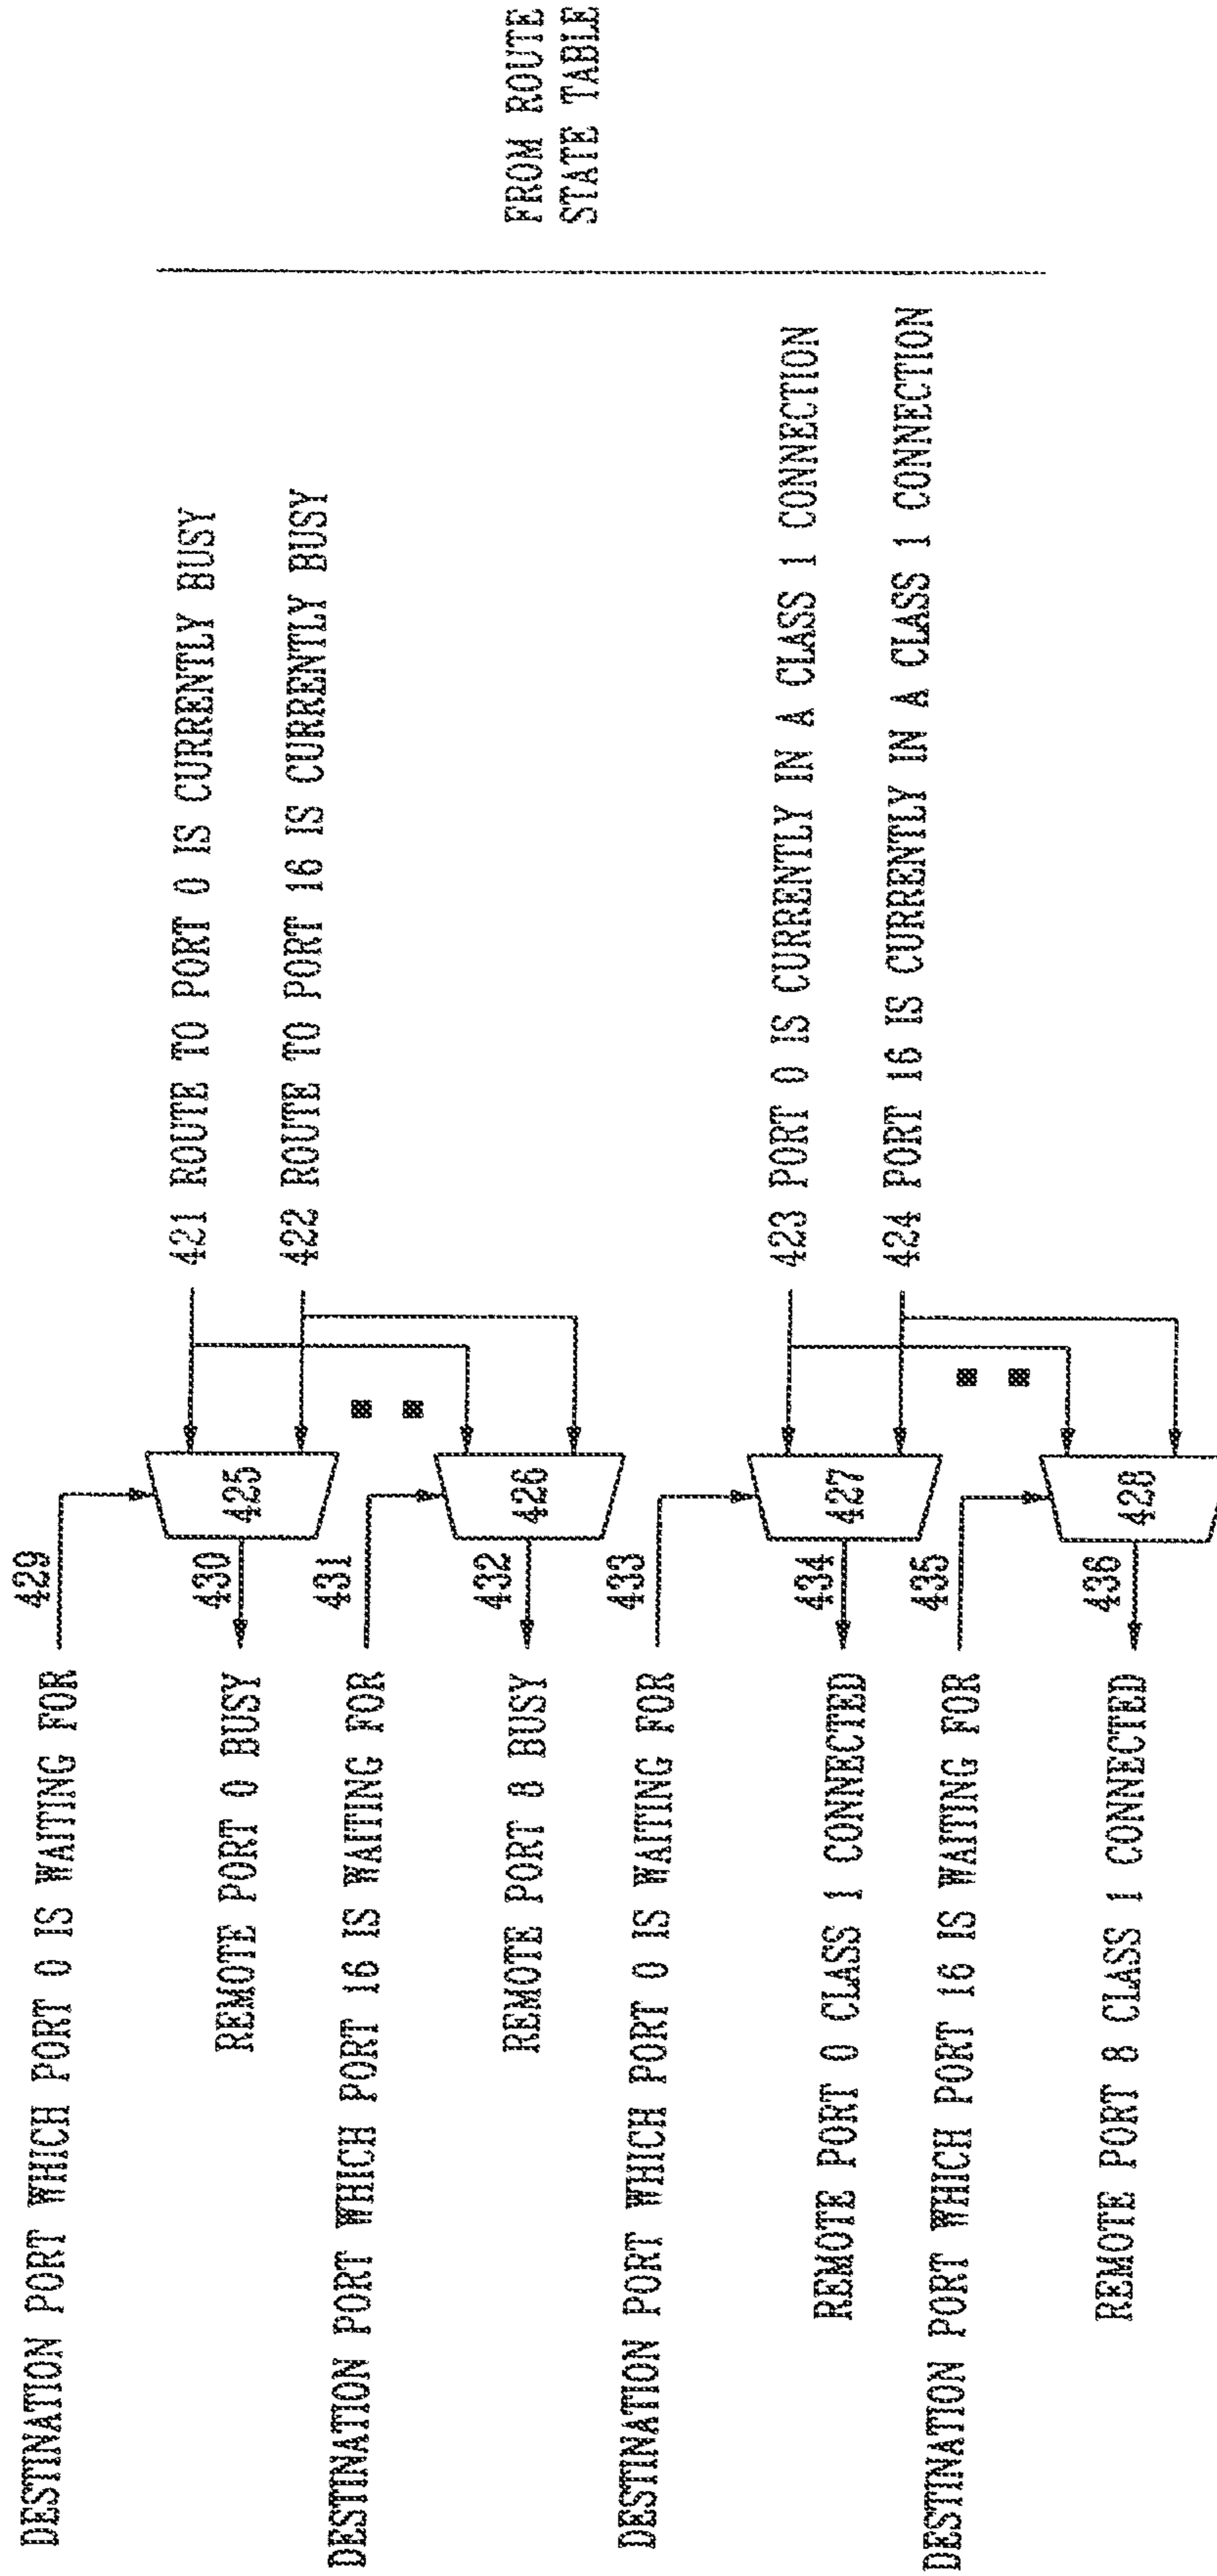 DESTINATION PORT WHICH PORT 0 IS WAITING FOR
429
425
421 ROUTE TO PORT 0 IS CURRENTLY BUSY
REMOTE PORT 0 BUSY
430
422 ROUTE TO PORT 16 IS CURRENTLY BUSY
DESTINATION PORT WHICH PORT 16 IS WAITING FOR
431
426
REMOTE PORT 8 BUSY
432
FROM ROUTE
STATE TABLE
DESTINATION PORT WHICH PORT 0 IS WAITING FOR
433
427
423 PORT 0 IS CURRENTLY IN A CLASS 1 CONNECTION
REMOTE PORT 0 CLASS 1 CONNECTED
434
424 PORT 16 IS CURRENTLY IN A CLASS 1 CONNECTION
DESTINATION PORT WHICH PORT 16 IS WAITING FOR
435
428
REMOTE PORT 8 CLASS 1 CONNECTED
436